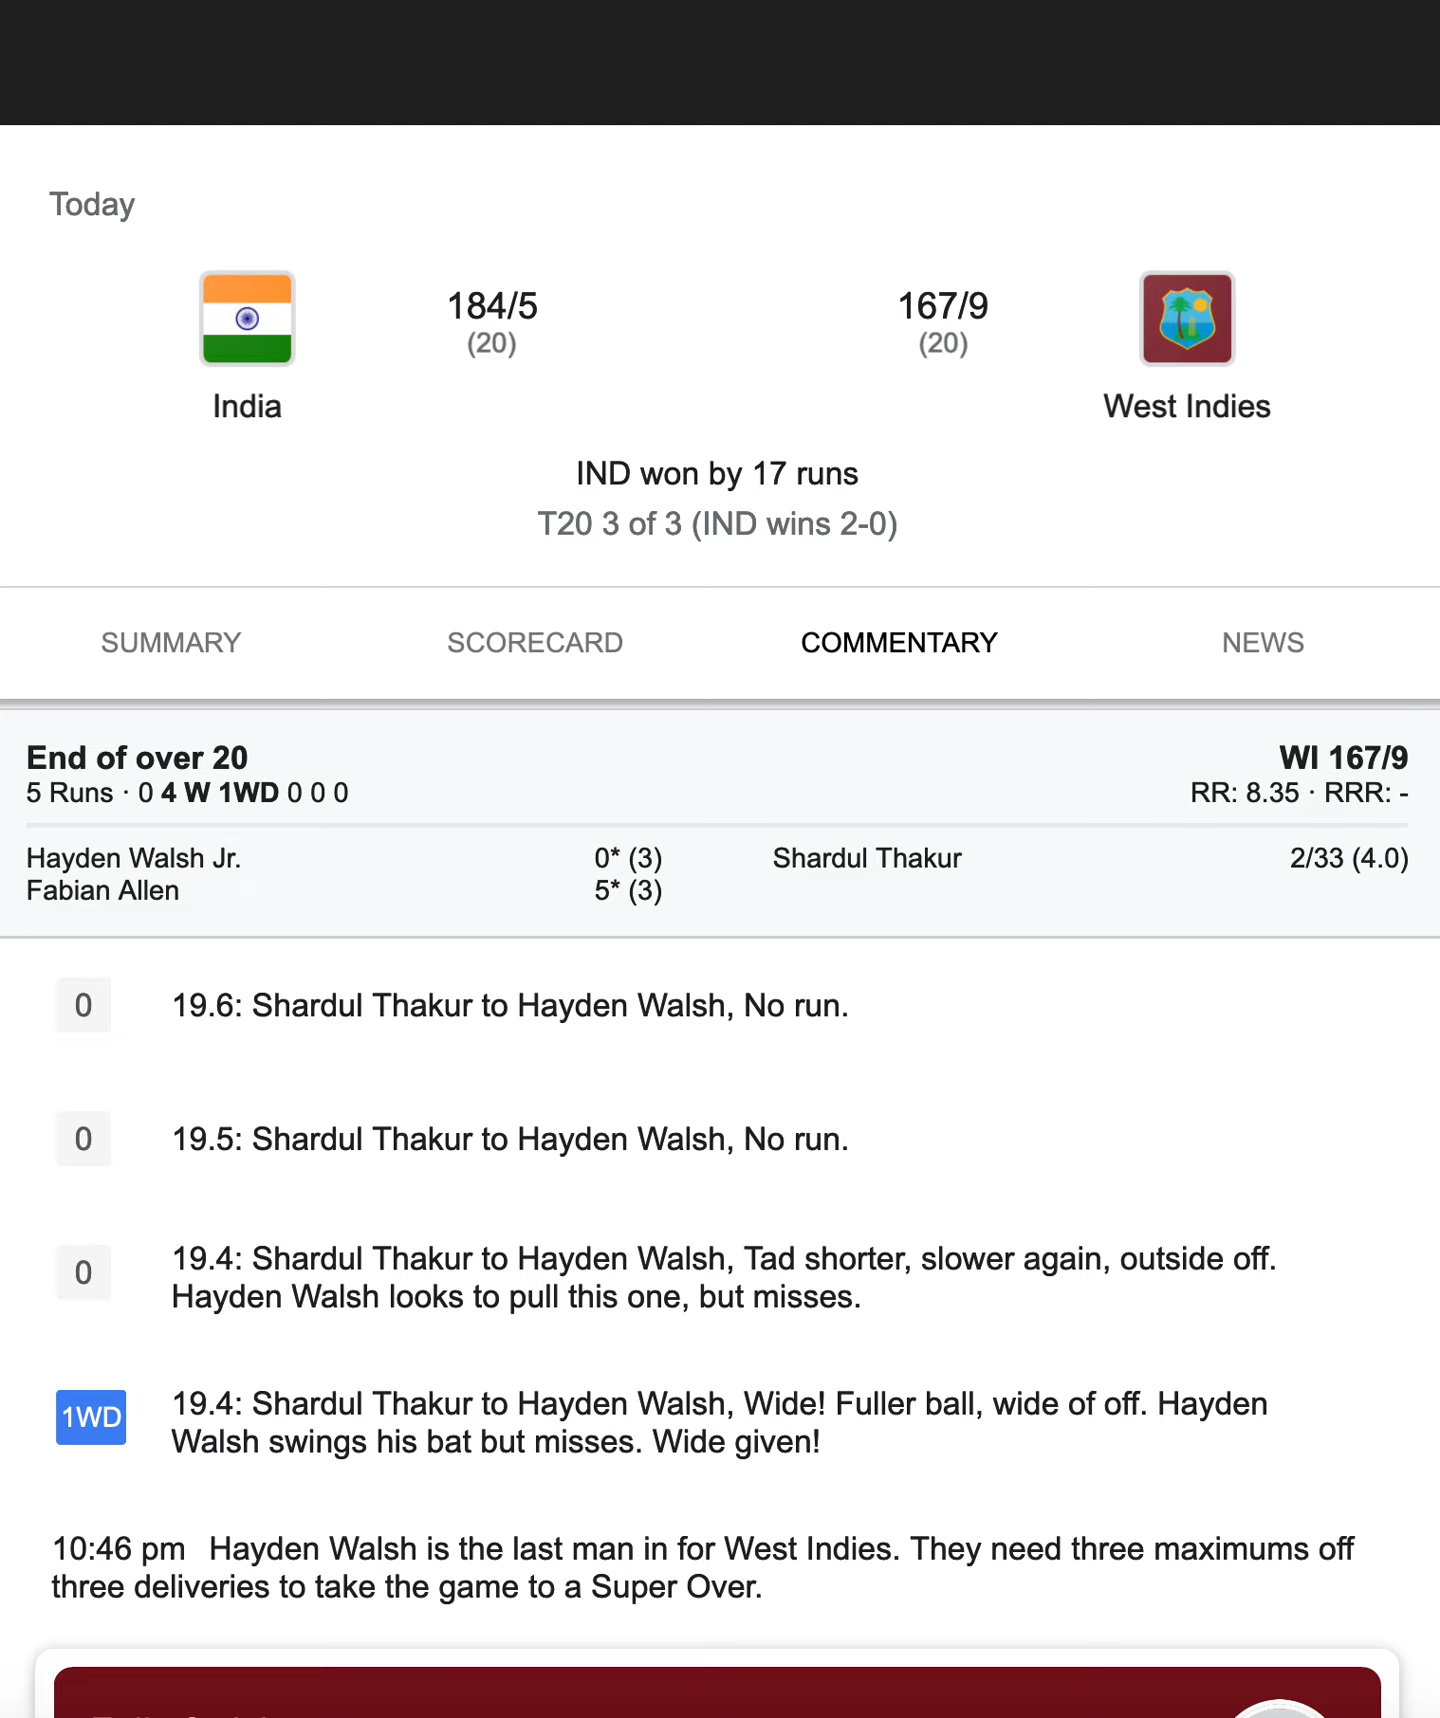 Today
184/5
(20)
167/9
(20)
India
West Indies
IND won by 17 runs
T20 3 of 3 (IND wins 2-0)
SUMMARY
SCORECARD
COMMENTARY
NEWS
End of over 20
WI 167/9
5 Runs · 0 4 W 1WD 0 0 0
RR: 8.35 · RRR: -
Hayden Walsh Jr.
0* (3)
Shardul Thakur
2/33 (4.0)
Fabian Allen
5* (3)
0
19.6: Shardul Thakur to Hayden Walsh, No run.
0
19.5: Shardul Thakur to Hayden Walsh, No run.
0
19.4: Shardul Thakur to Hayden Walsh, Tad shorter, slower again, outside off.
Hayden Walsh looks to pull this one, but misses.
1WD
19.4: Shardul Thakur to Hayden Walsh, Wide! Fuller ball, wide of off. Hayden
Walsh swings his bat but misses. Wide given!
10:46 pm Hayden Walsh is the last man in for West Indies. They need three maximums off
three deliveries to take the game to a Super Over.